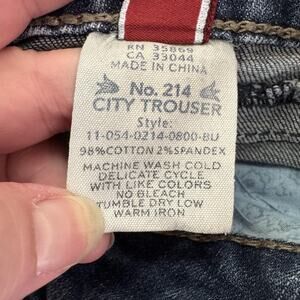 RN 35869
CA 33044
MADE IN CHINA
No. 214
CITY TROUSER
Style:
11-054-0214-0800-BU
98%COTTON 2%SPANDEX
MACHINE WASH COLD
DELICATE CYCLE
WITH LIKE COLORS
NO BLEACH
TUMBLE DRY LOW
WARM IRON